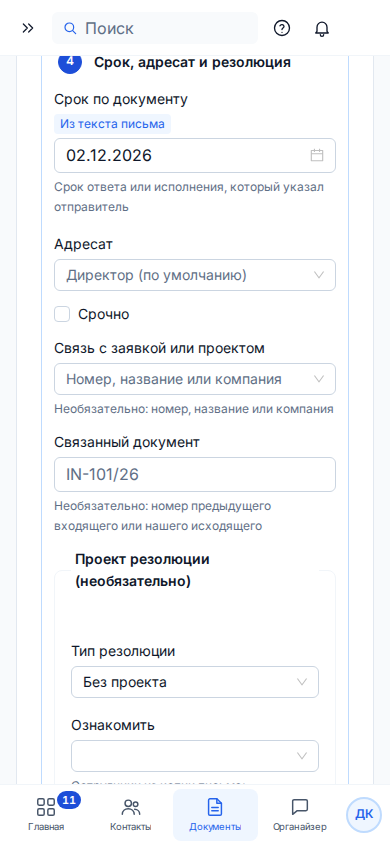 Поиск
4 Срок, адресат и резолюция
Срок по документу
Из текста письма
02.12.2026
Срок ответа или исполнения, который указал
отправитель
Адресат
Директор (по умолчанию)
Срочно
Связь с заявкой или проектом
Номер, название или компания
Необязательно: номер, название или компания
Связанный документ
IN-101/26
Необязательно: номер предыдущего
входящего или нашего исходящего
Проект резолюции
(необязательно)
Тип резолюции
Без проекта
Ознакомить
11
Главная
Контакты
Документы
Органайзер
ДК